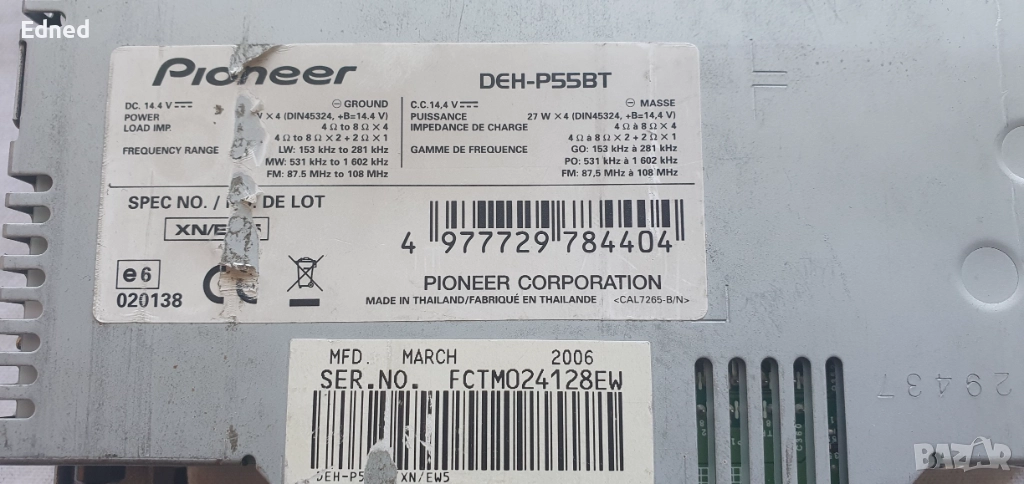 Edned
Pioneer
DEH-P55BT
DC. 14.4 V
GROUND
POWER
W × 4 (DIN45324, +B=14.4 V)
LOAD IMP.
4 Ω to 8 Ω × 4
4 Ω to 8 Ω × 2 + 2 Ω × 1
FREQUENCY RANGE
LW: 153 kHz to 281 kHz
MW: 531 kHz to 1 602 kHz
FM: 87.5 MHz to 108 MHz
C.C.14,4 V
MASSE
PUISSANCE
27 W × 4 (DIN45324, +B=14,4 V)
IMPEDANCE DE CHARGE
4 Ω à 8 Ω × 4
4 Ω à 8 Ω × 2 + 2 Ω × 1
GAMME DE FREQUENCE
GO: 153 kHz à 281 kHz
PO: 531 kHz à 1 602 kHz
FM: 87,5 MHz à 108 MHz
SPEC NO. / DE LOT
4 977729 784404
e6
020138
CE
PIONEER CORPORATION
MADE IN THAILAND/FABRIQUÉ EN THAILANDE
<CAL7265-B/N>
MFD. MARCH 2006
SER.NO. FCTM024128EW
XN/EW5
29437
C360
BAZAR